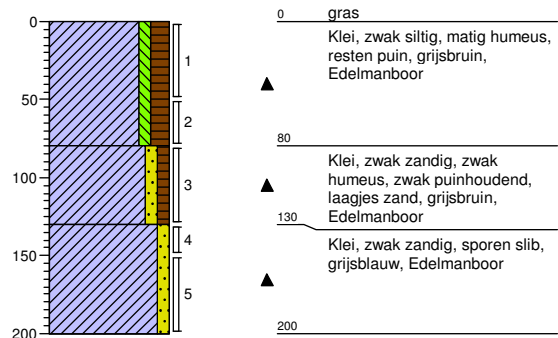 0
50
100
150
200
1
2
3
4
5
0 gras
Klei, zwak siltig, matig humeus,
resten puin, grijsbruin,
Edelmanboor
80
Klei, zwak zandig, zwak
humeus, zwak puinhoudend,
laagjes zand, grijsbruin,
Edelmanboor
130
Klei, zwak zandig, sporen slib,
grijsblauw, Edelmanboor
200